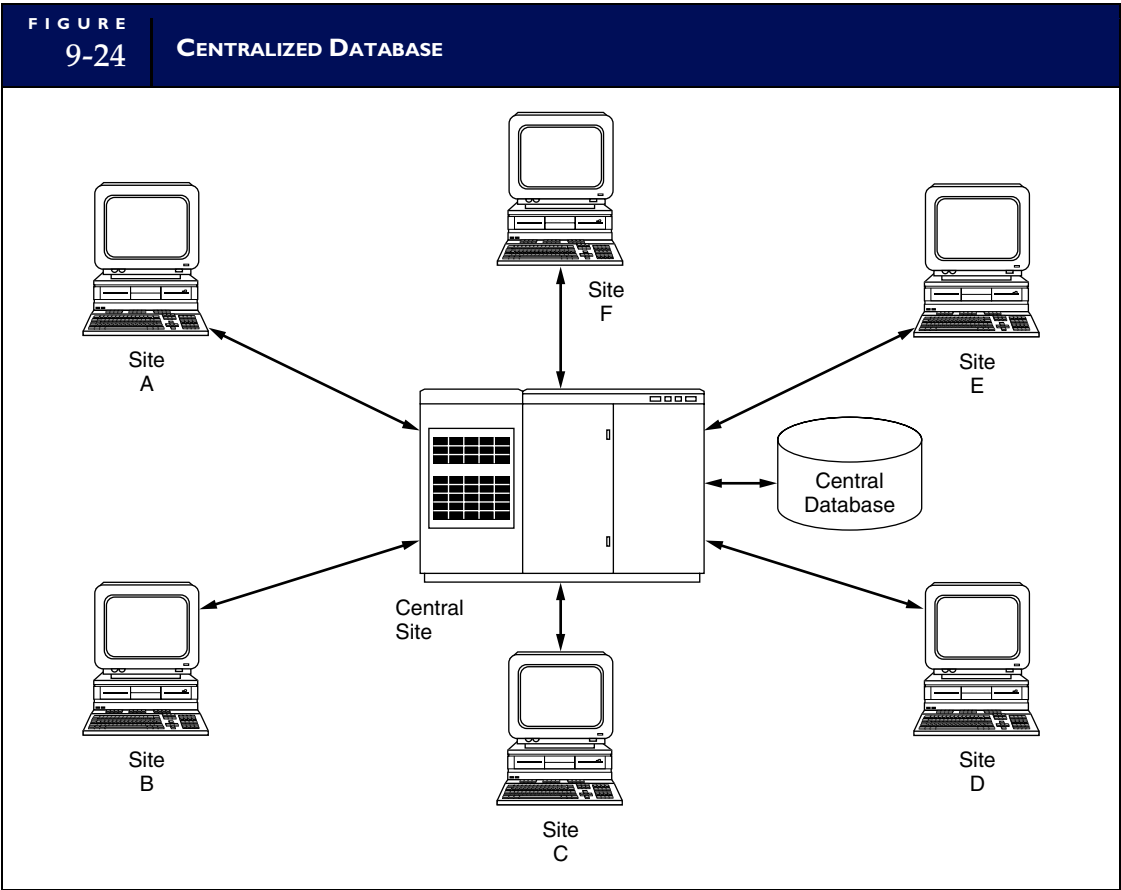 FIGURE
9-24
CENTRALIZED DATABASE
Site
F
Site
A
Site
E
Central
Database
Central
Site
Site
B
Site
D
Site
C